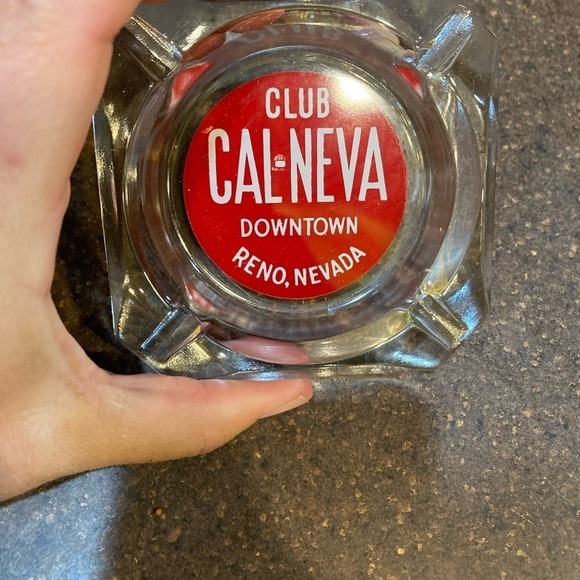 CLUB
CAL-NEVA
DOWNTOWN
RENO, NEVADA